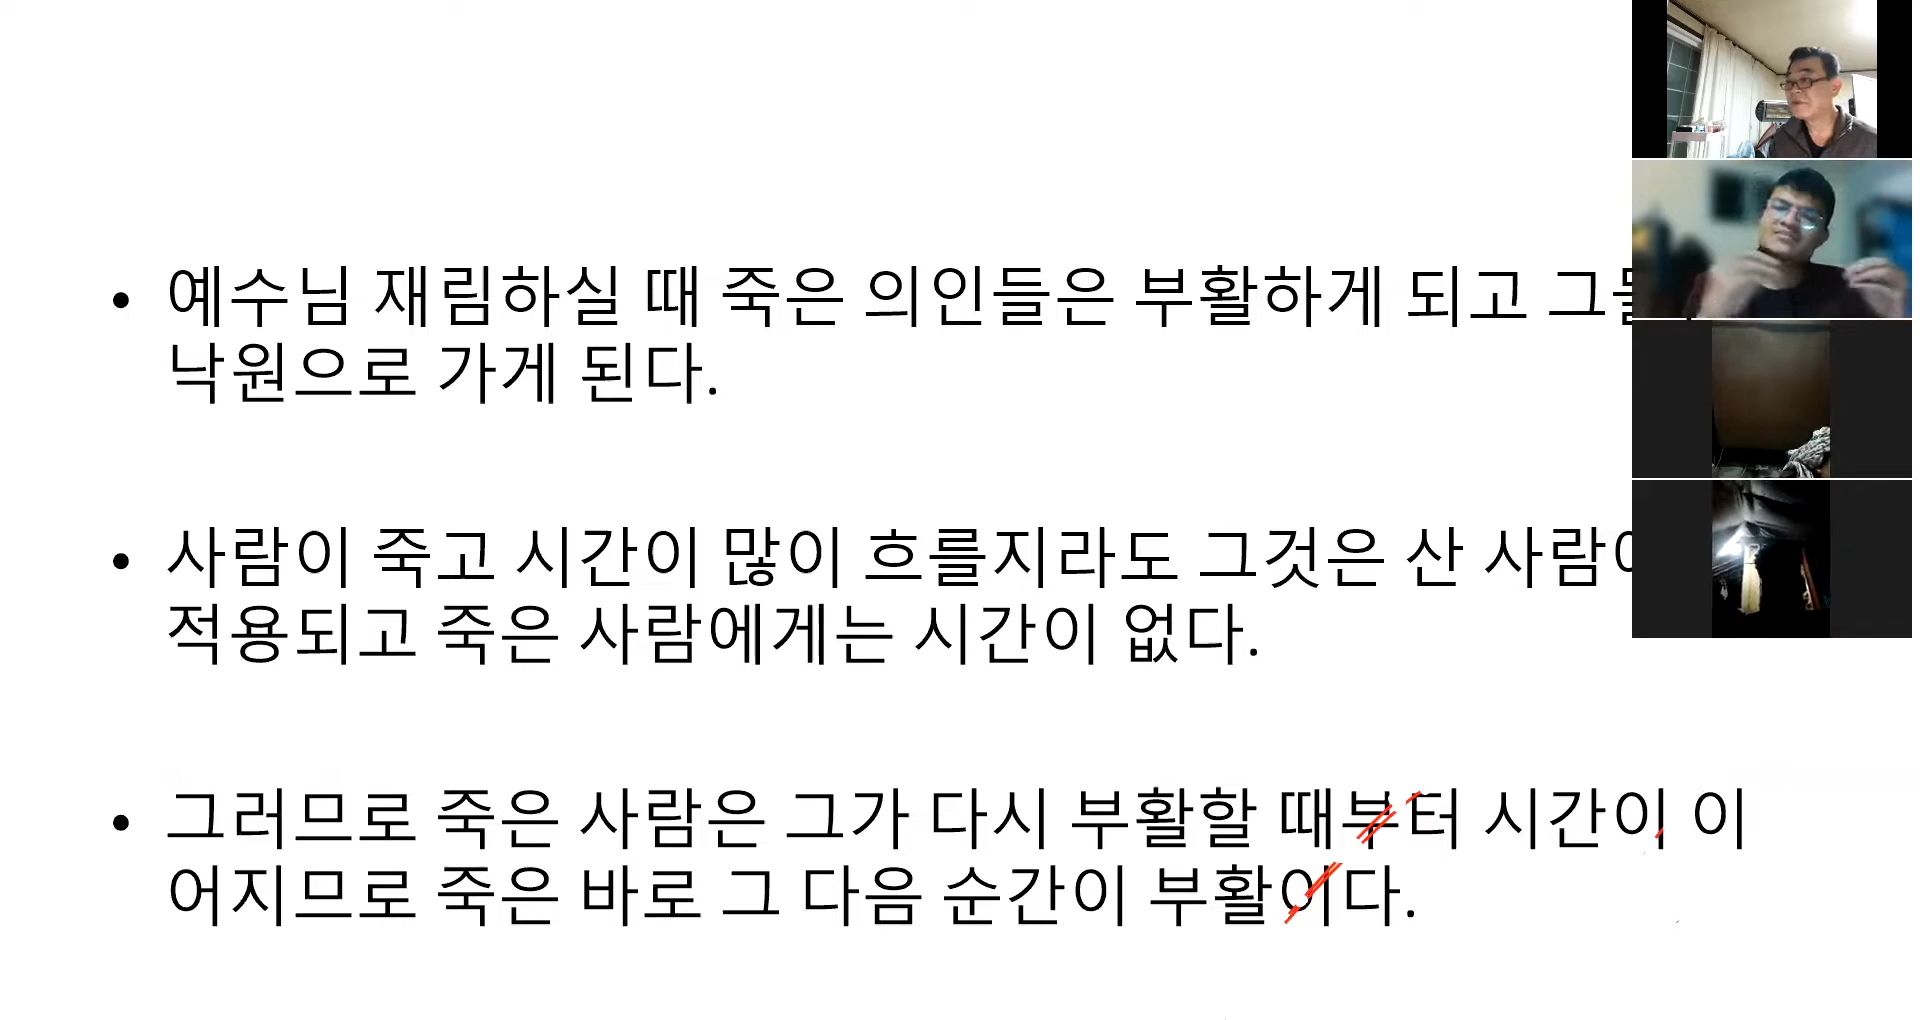 예수님 재림하실 때 죽은 의인들은 부활하게 되고
낙원으로 가게 된다.
사람이 죽고 시간이 많이 흐를지라도 그것은 산
적용되고 죽은 사람에게는 시간이 없다.
그러므로 죽은 사람은 그가 다시 부활할 때부터 시간이 이
어지므로 죽은 바로 그 다음 순간이 부활이다.